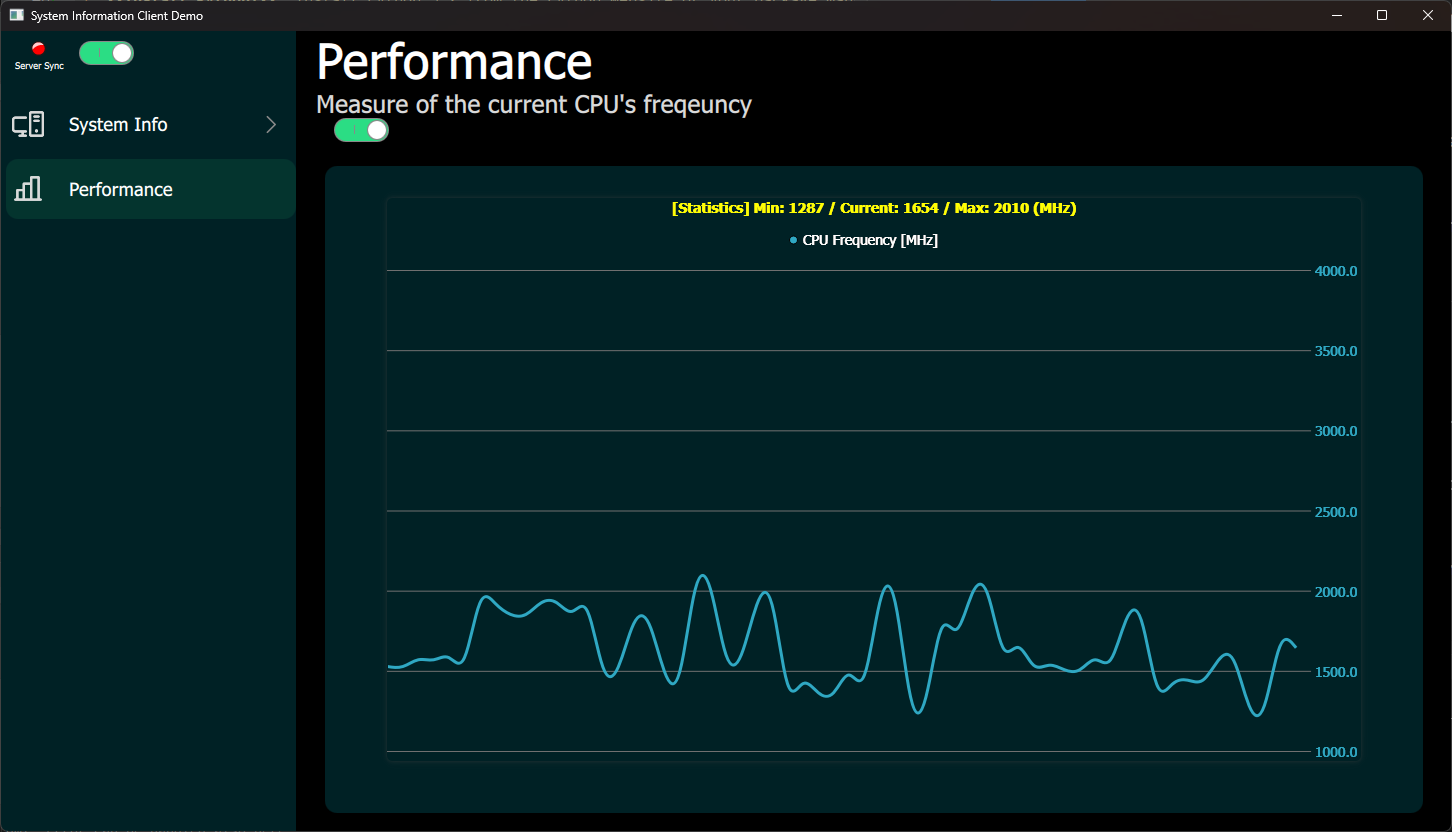 System Information Client Demo
Server Sync
System Info
Performance
Performance
Measure of the current CPU's freqeuncy
[Statistics] Min: 1287 / Current: 1654 / Max: 2010 (MHz)
CPU Frequency [MHz]
4000.0
3500.0
3000.0
2500.0
2000.0
1500.0
1000.0